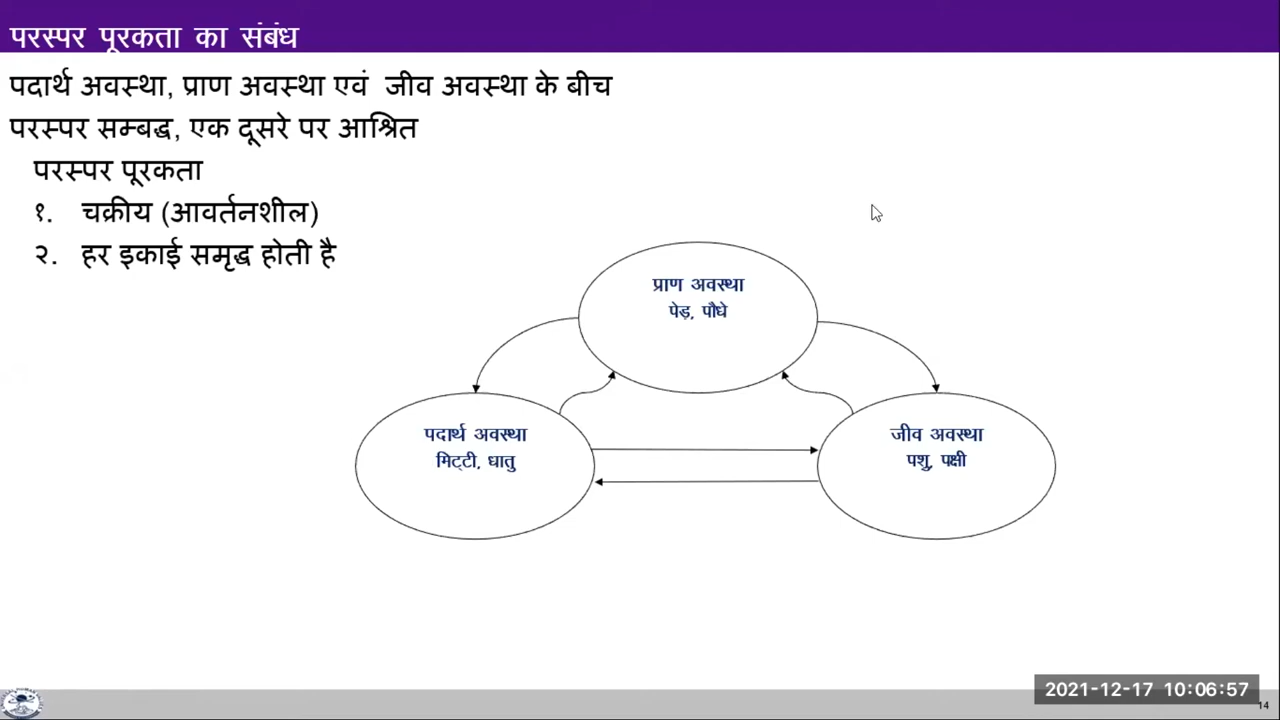 परस्पर पूरकता का संबंध
पदार्थ अवस्था, प्राण अवस्था एवं जीव अवस्था के बीच
परस्पर सम्बद्ध, एक दूसरे पर आश्रित
परस्पर पूरकता
१. चक्रीय (आवर्तनशील)
२. हर इकाई समृद्ध होती है
प्राण अवस्था
पेड़, पौधे
पदार्थ अवस्था
मिट्टी, धातु
जीव अवस्था
पशु, पक्षी
2021-12-17 10:06:57
14